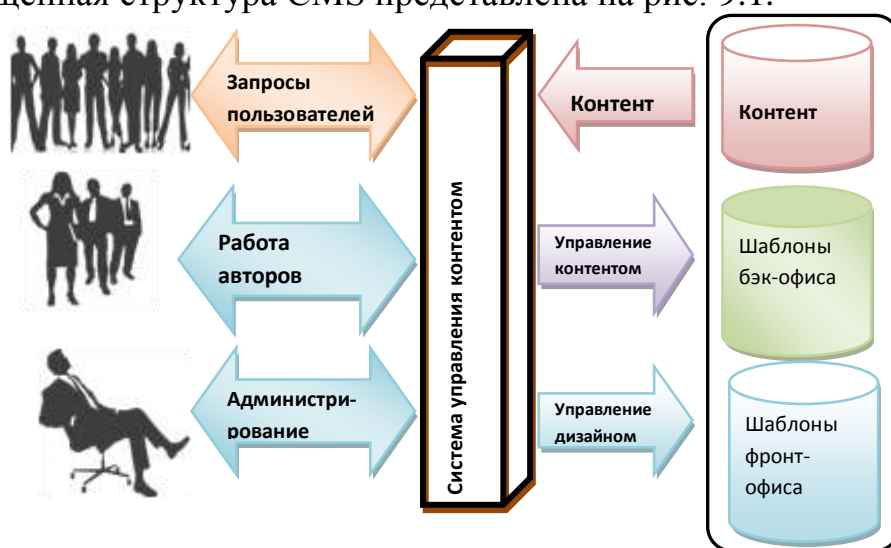 щенная структура CMS представлена на рис. 9.1.
Запросы
пользователей
Контент
Контент
Работа
авторов
Управление
контентом
Шаблоны
бэк-офиса
Администри-
рование
Управление
дизайном
Шаблоны
фронт-
офиса
Система управления контентом